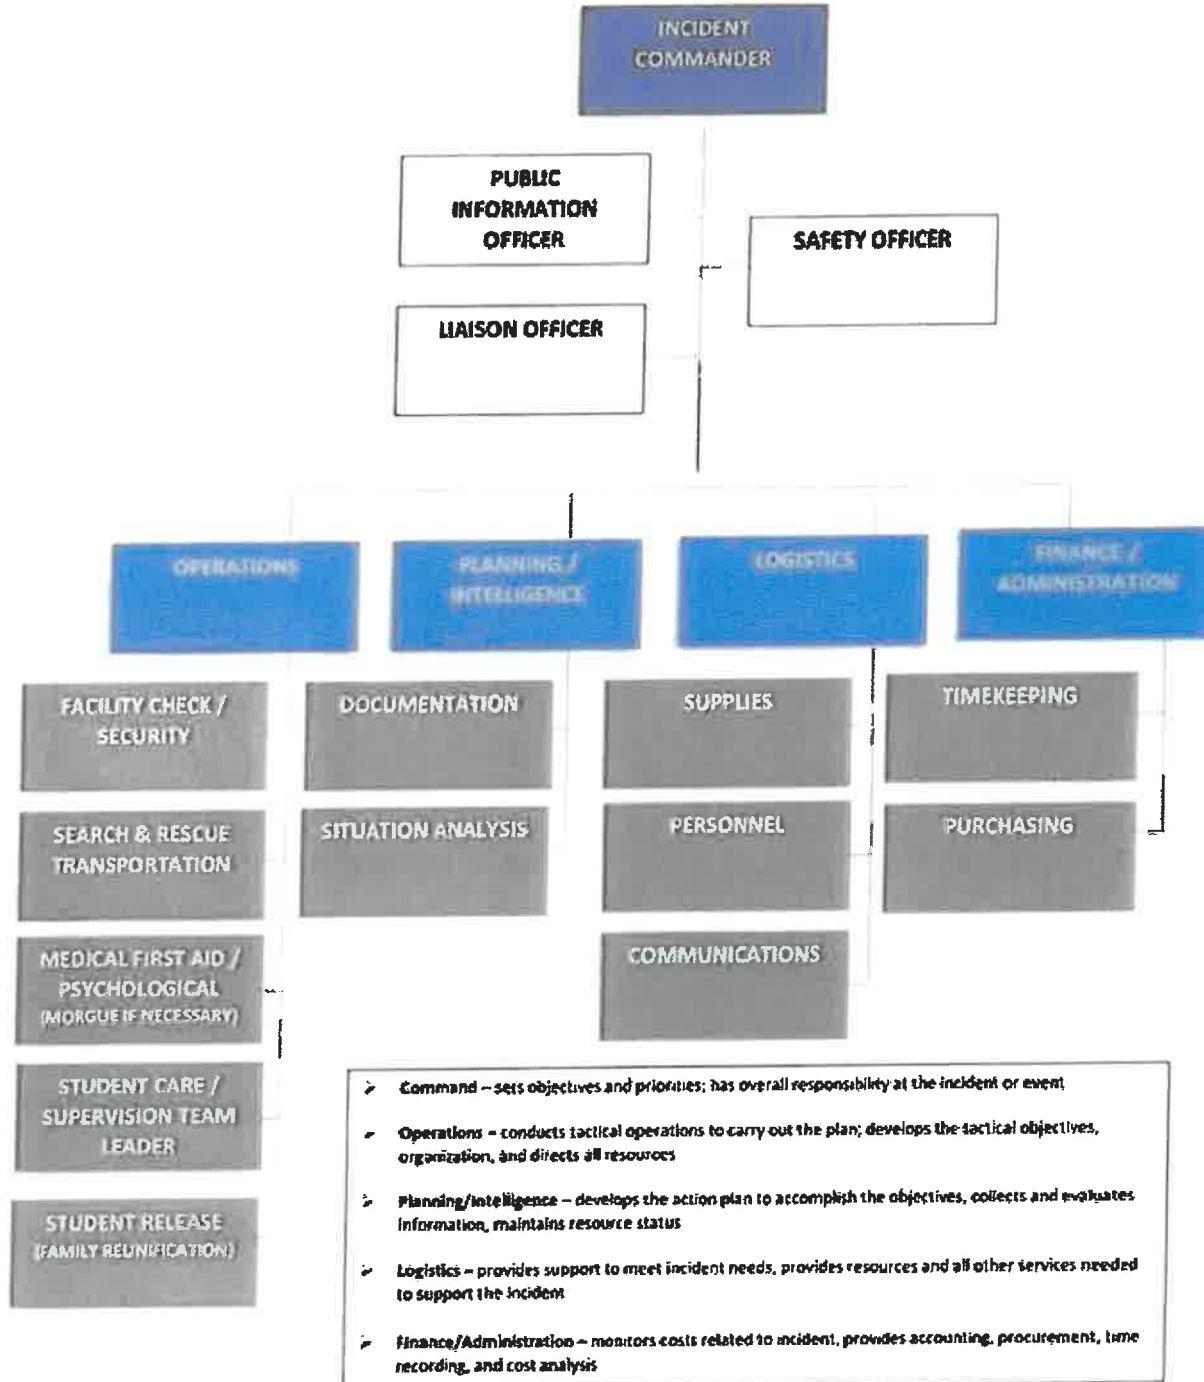 INCIDENT
COMMANDER
PUBLIC
INFORMATION
OFFICER
SAFETY OFFICER
LIAISON OFFICER
OPERATIONS
PLANNING /
INTELLIGENCE
LOGISTICS
FINANCE /
ADMINISTRATION
FACILITY CHECK /
SECURITY
DOCUMENTATION
SUPPLIES
TIMEKEEPING
SEARCH & RESCUE
TRANSPORTATION
SITUATION ANALYSIS
PERSONNEL
PURCHASING
MEDICAL FIRST AID /
PSYCHOLOGICAL
(MORGUE IF NECESSARY)
COMMUNICATIONS
STUDENT CARE /
SUPERVISION TEAM
LEADER
STUDENT RELEASE
(FAMILY REUNIFICATION)
➢ Command – sets objectives and priorities; has overall responsibility at the incident or event
➢ Operations – conducts tactical operations to carry out the plan; develops the tactical objectives,
organization, and directs all resources
➢ Planning/Intelligence – develops the action plan to accomplish the objectives, collects and evaluates
information, maintains resource status
➢ Logistics – provides support to meet incident needs, provides resources and all other services needed
to support the incident
➢ Finance/Administration – monitors costs related to incident, provides accounting, procurement, time
recording, and cost analysis